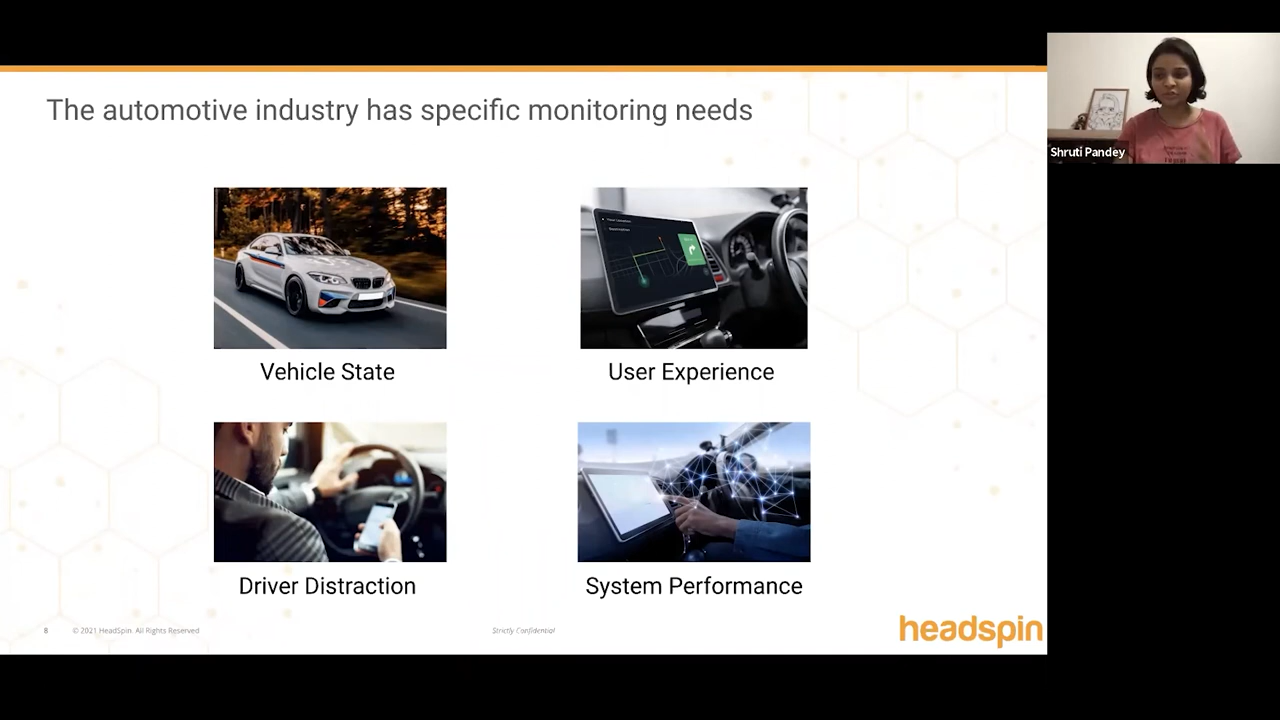 The automotive industry has specific monitoring needs
Shruti Pandey
Vehicle State
User Experience
Driver Distraction
System Performance
8
© 2021 HeadSpin. All Rights Reserved
Strictly Confidential
headspin